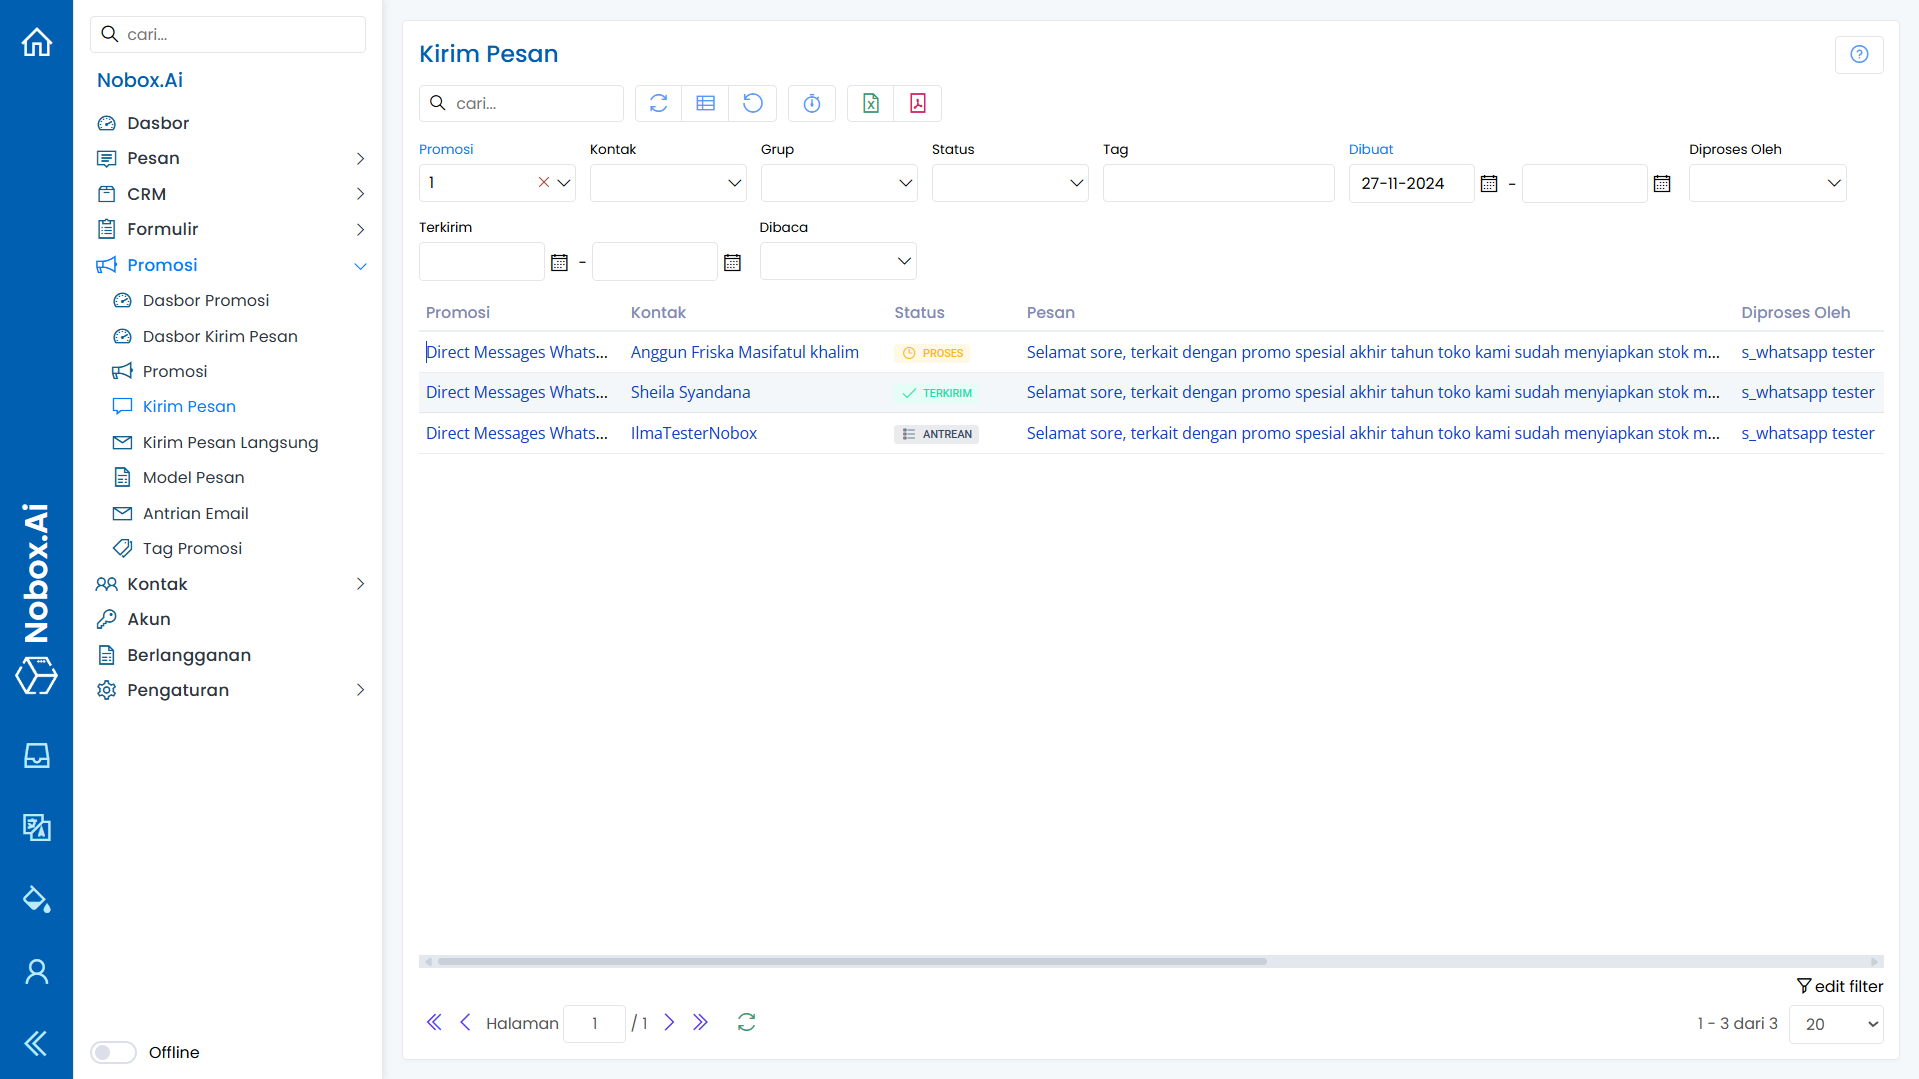 cari...
Nobox.Ai
Dasbor
Pesan
CRM
Formulir
Promosi
Dasbor Promosi
Dasbor Kirim Pesan
Promosi
Kirim Pesan
Kirim Pesan Langsung
Model Pesan
Antrian Email
Tag Promosi
Kontak
Akun
Berlangganan
Pengaturan
Offline
Nobox.Ai
Kirim Pesan
cari...
Promosi Kontak Grup Status Tag Dibuat Diproses Oleh
1 27-11-2024 -
Terkirim Dibaca
-
Promosi Kontak Status Pesan Diproses Oleh
Direct Messages Whats... Anggun Friska Masifatul khalim PROSES Selamat sore, terkait dengan promo spesial akhir tahun toko kami sudah menyiapkan stok m... s_whatsapp tester
Direct Messages Whats... Sheila Syandana TERKIRIM Selamat sore, terkait dengan promo spesial akhir tahun toko kami sudah menyiapkan stok m... s_whatsapp tester
Direct Messages Whats... IlmaTesterNobox ANTREAN Selamat sore, terkait dengan promo spesial akhir tahun toko kami sudah menyiapkan stok m... s_whatsapp tester
edit filter
Halaman 1 / 1 1 - 3 dari 3 20